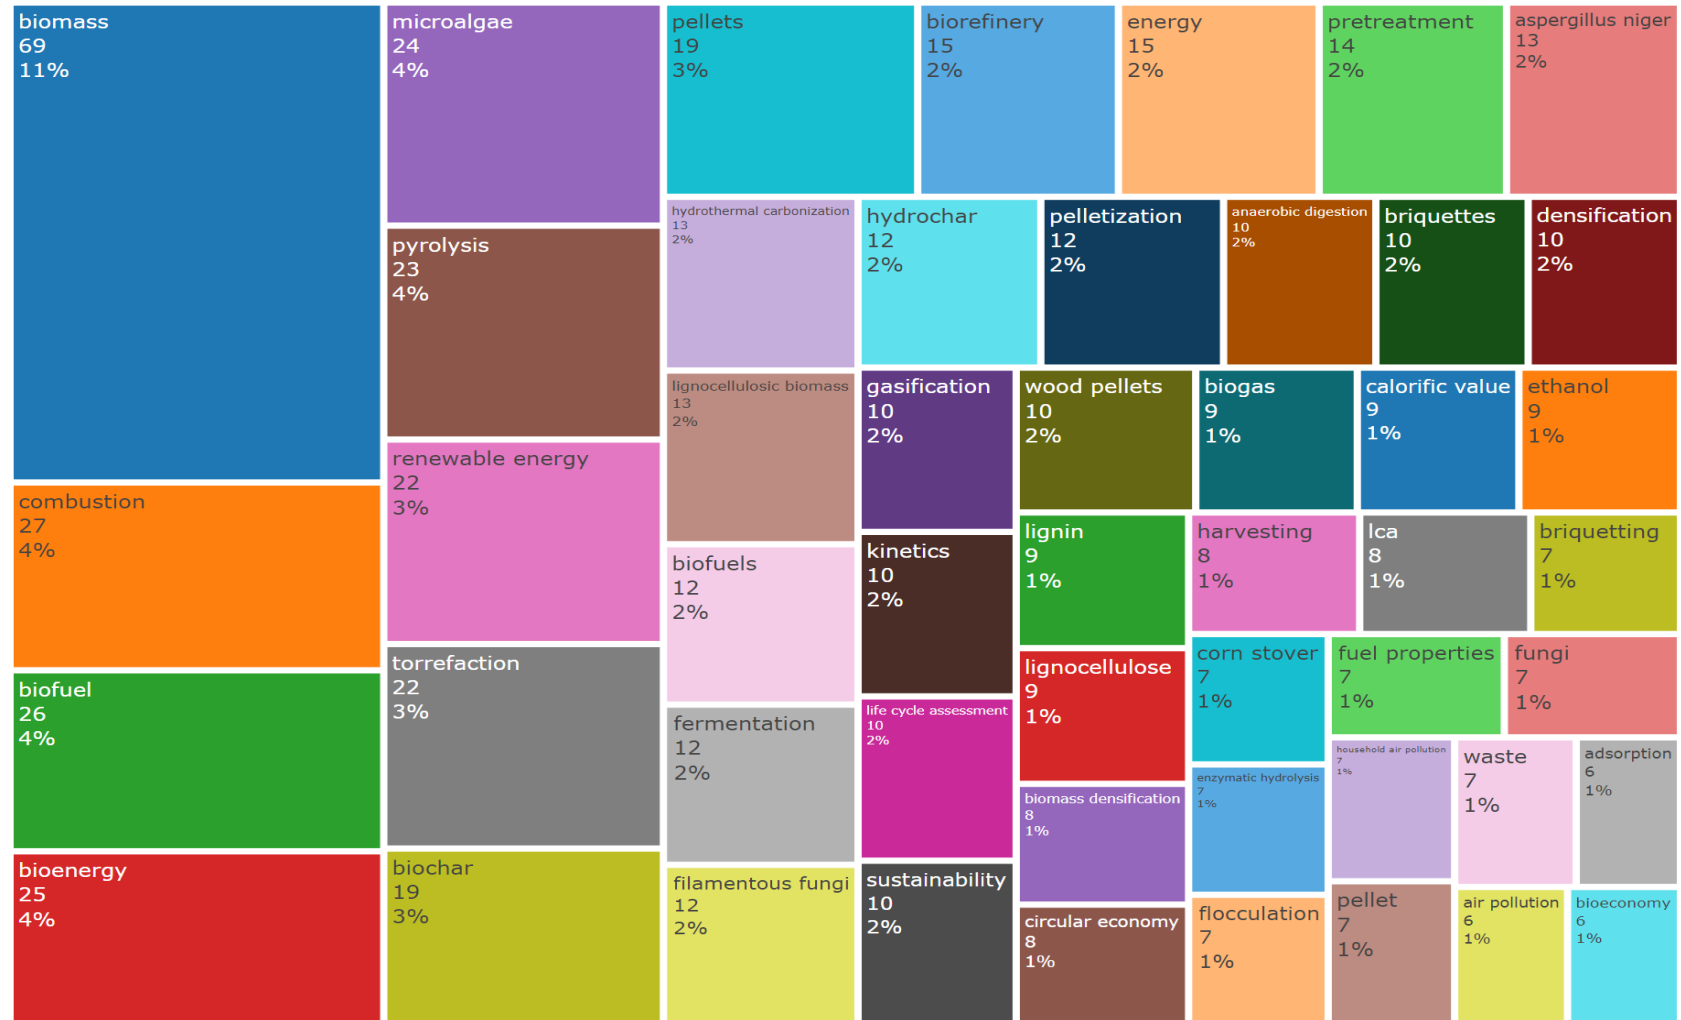 biomass
69
11%
combustion
27
4%
biofuel
26
4%
bioenergy
25
4%
microalgae
24
4%
pyrolysis
23
4%
renewable energy
22
3%
torrefaction
22
3%
biochar
19
3%
pellets
19
3%
biorefinery
15
2%
energy
15
2%
pretreatment
14
2%
aspergillus niger
13
2%
hydrothermal carbonization
13
2%
lignocellulosic biomass
13
2%
biofuels
12
2%
fermentation
12
2%
filamentous fungi
12
2%
hydrochar
12
2%
pelletization
12
2%
anaerobic digestion
10
2%
briquettes
10
2%
densification
10
2%
gasification
10
2%
kinetics
10
2%
life cycle assessment
10
2%
sustainability
10
2%
wood pellets
10
2%
biogas
9
1%
calorific value
9
1%
ethanol
9
1%
lignin
9
1%
lignocellulose
9
1%
biomass densification
8
1%
circular economy
8
1%
harvesting
8
1%
lca
8
1%
briquetting
7
1%
corn stover
7
1%
enzymatic hydrolysis
7
1%
flocculation
7
1%
fuel properties
7
1%
fungi
7
1%
household air pollution
7
1%
pellet
7
1%
waste
7
1%
adsorption
6
1%
air pollution
6
1%
bioeconomy
6
1%